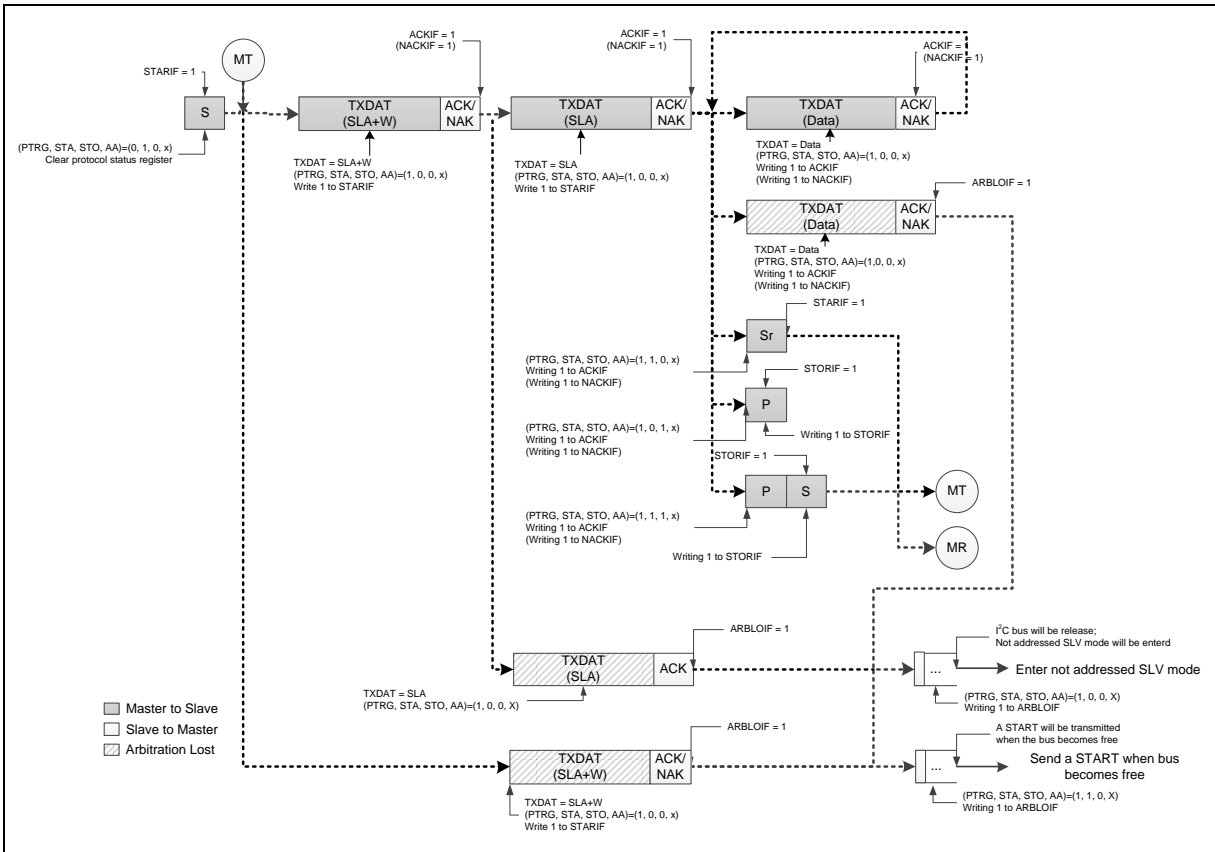 MT
STARIF = 1
S
(PTRG, STA, STO, AA)=(0, 1, 0, x)
Clear protocol status register
ACKIF = 1
(NACKIF = 1)
TXDAT
(SLA+W)
ACK/
NAK
TXDAT = SLA+W
(PTRG, STA, STO, AA)=(1, 0, 0, x)
Write 1 to STARIF
ACKIF = 1
(NACKIF = 1)
TXDAT
(SLA)
ACK/
NAK
TXDAT = SLA
(PTRG, STA, STO, AA)=(1, 0, 0, x)
Write 1 to STARIF
ACKIF =
(NACKIF = 1)
TXDAT
(Data)
ACK/
NAK
TXDAT = Data
(PTRG, STA, STO, AA)=(1, 0, 0, x)
Writing 1 to ACKIF
(Writing 1 to NACKIF)
ARBLOIF = 1
TXDAT
(Data)
ACK/
NAK
TXDAT = Data
(PTRG, STA, STO, AA)=(1,0, 0, x)
Writing 1 to ACKIF
(Writing 1 to NACKIF)
STARIF = 1
Sr
(PTRG, STA, STO, AA)=(1, 1, 0, x)
Writing 1 to ACKIF
(Writing 1 to NACKIF)
STORIF = 1
P
Writing 1 to STORIF
(PTRG, STA, STO, AA)=(1, 0, 1, x)
Writing 1 to ACKIF
(Writing 1 to NACKIF)
STORIF = 1
P
S
MT
(PTRG, STA, STO, AA)=(1, 1, 1, x)
Writing 1 to ACKIF
(Writing 1 to NACKIF)
Writing 1 to STORIF
MR
ARBLOIF = 1
TXDAT
(SLA)
ACK
TXDAT = SLA
(PTRG, STA, STO, AA)=(1, 0, 0, X)
I²C bus will be release;
Not addressed SLV mode will be enterd
...
Enter not addressed SLV mode
(PTRG, STA, STO, AA)=(1, 0, 0, X)
Writing 1 to ARBLOIF
Master to Slave
Slave to Master
Arbitration Lost
ARBLOIF = 1
TXDAT
(SLA+W)
ACK/
NAK
TXDAT = SLA+W
(PTRG, STA, STO, AA)=(1, 0, 0, x)
Write 1 to STARIF
A START will be transmitted
when the bus becomes free
...
Send a START when bus
becomes free
(PTRG, STA, STO, AA)=(1, 1, 0, X)
Writing 1 to ARBLOIF